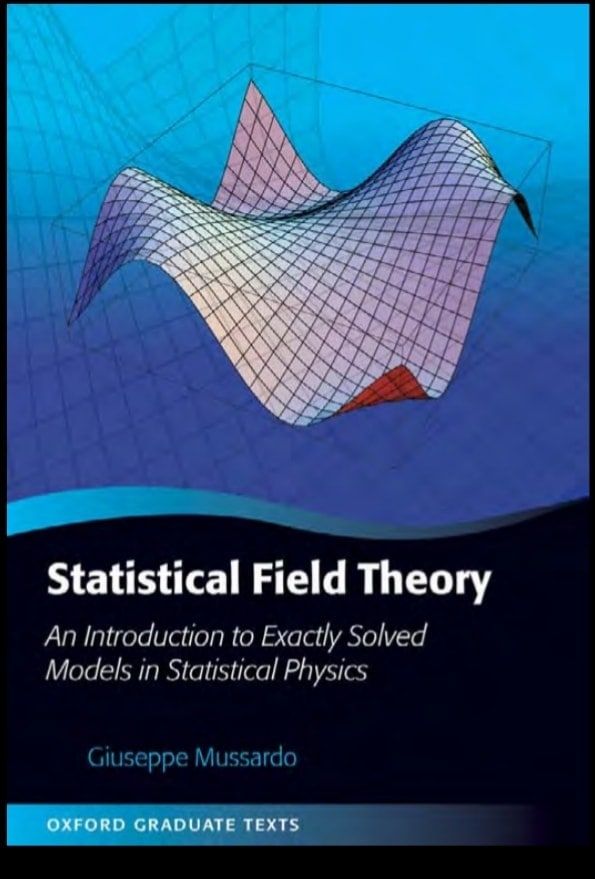 Statistical Field Theory
An Introduction to Exactly Solved
Models in Statistical Physics
Giuseppe Mussardo
OXFORD GRADUATE TEXTS